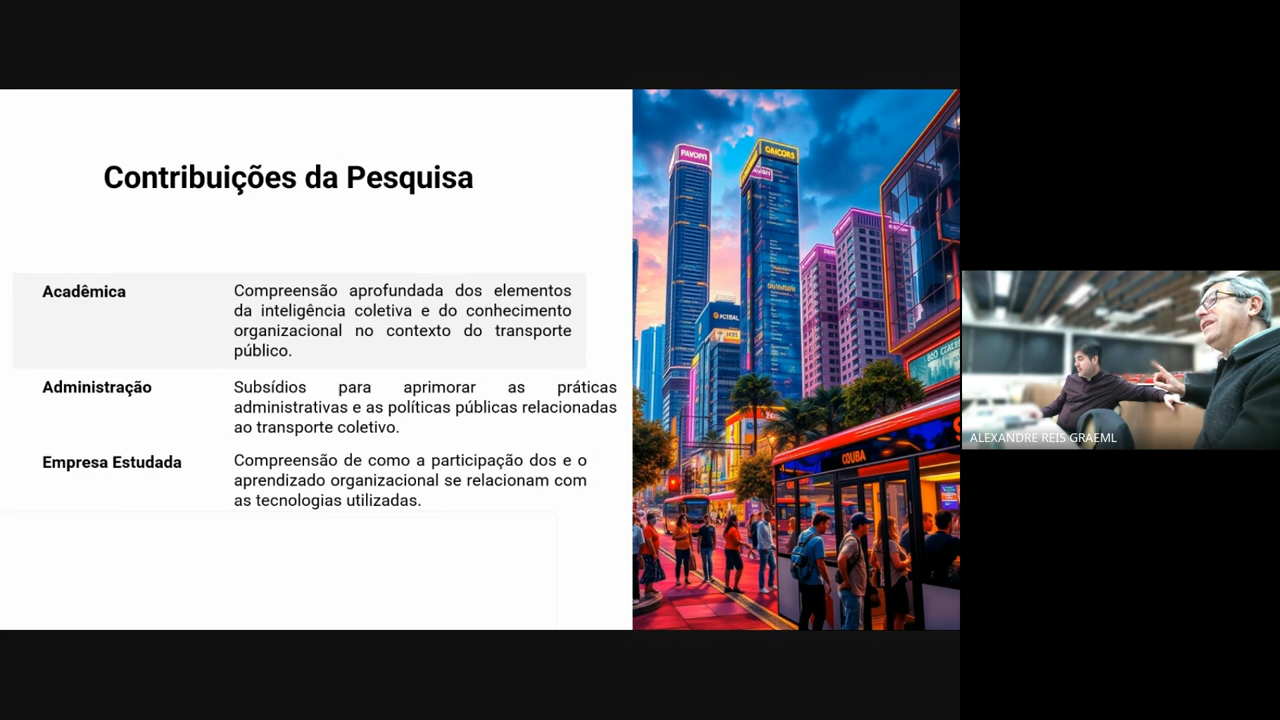 Contribuições da Pesquisa
Acadêmica
Compreensão aprofundada dos elementos
da inteligência coletiva e do conhecimento
organizacional no contexto do transporte
público.
Administração
Subsídios para aprimorar as práticas
administrativas e as políticas públicas relacionadas
ao transporte coletivo.
Empresa Estudada
Compreensão de como a participação dos e o
aprendizado organizacional se relacionam com
as tecnologias utilizadas.
COUBA
ALEXANDRE REIS GRAEML